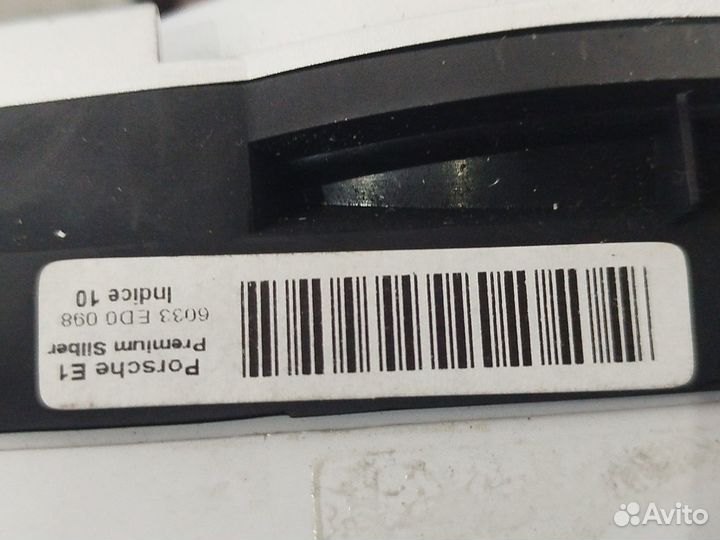 Porsche E1
Premium Silber
6033 ED0 098
Indice 10
Avito